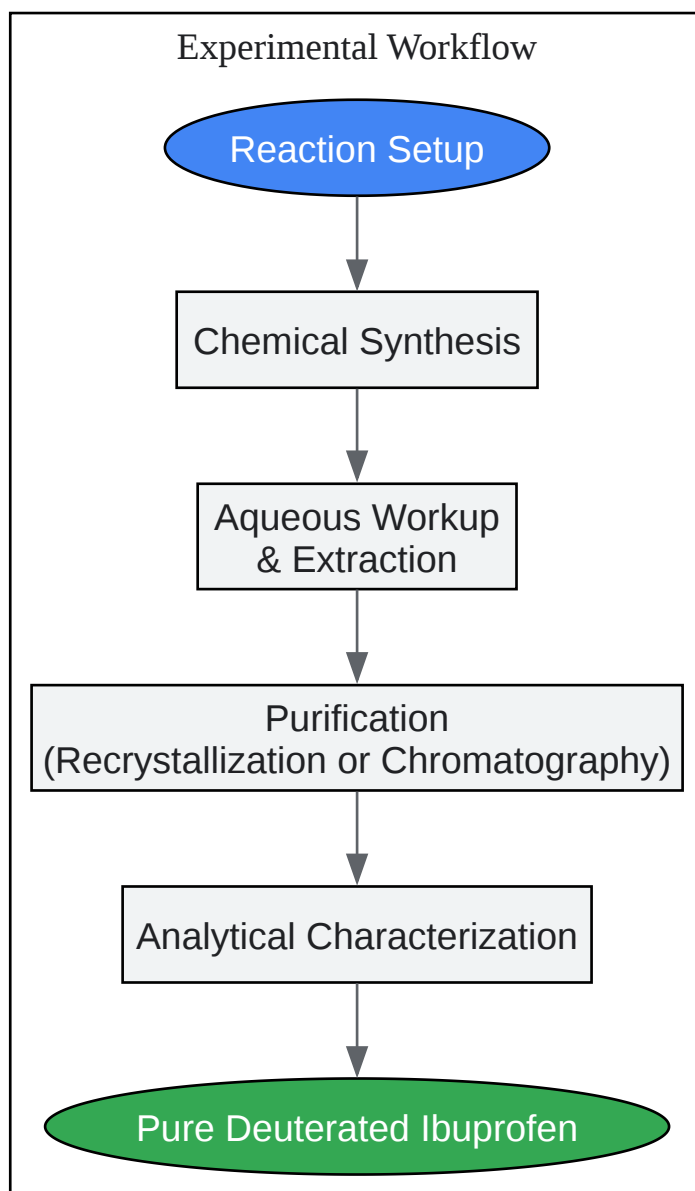 Experimental Workflow
Reaction Setup
Chemical Synthesis
Aqueous Workup
& Extraction
Purification
(Recrystallization or Chromatography)
Analytical Characterization
Pure Deuterated Ibuprofen